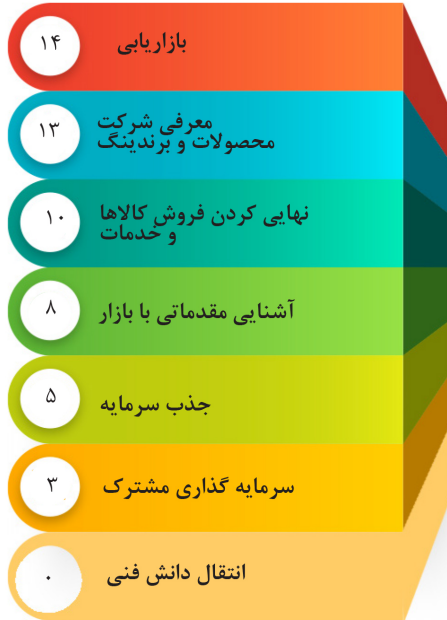 ۱۴
بازاریابی
۱۳
معرفی شرکت
محصولات و برندینگ
۱۰
نهایی کردن فروش کالاها
و خدمات
۸
آشنایی مقدماتی با بازار
۵
جذب سرمایه
۳
سرمایه گذاری مشترک
۰
انتقال دانش فنی